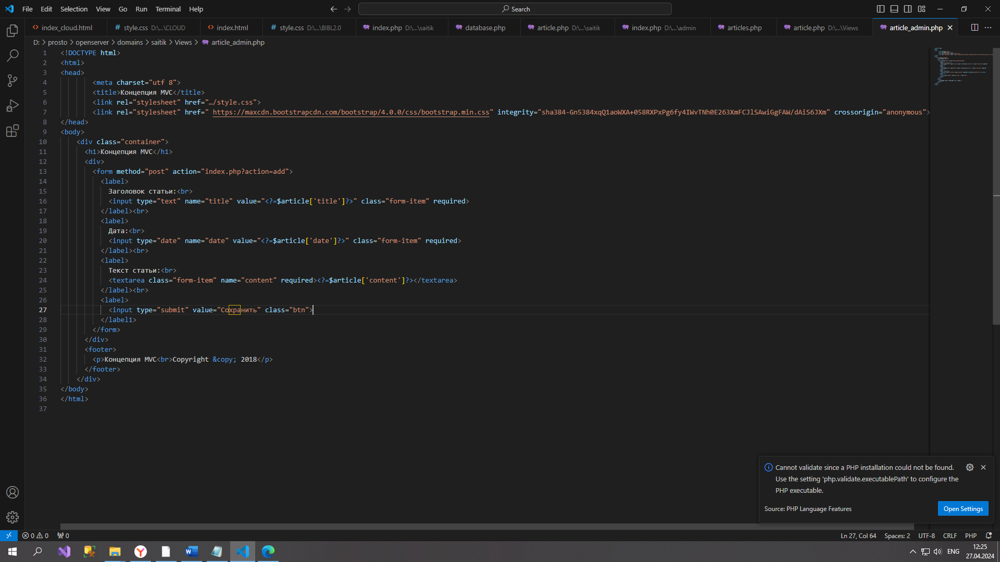 File Edit Selection View Go Run Terminal Help
Search
index_cloud.html
style.css D:\...\CLOUD
index.html
style.css D:\...\BIBL2.0
index.php D:\...\saitik
database.php
article.php D:\...\saitik
index.php D:\...\admin
articles.php
article.php D:\...\Views
article_admin.php
D: > prosto > openserver > domains > saitik > Views > article_admin.php
1 <!DOCTYPE html>
2 <html>
3 <head>
4 <meta charset="utf 8">
5 <title>Концепция MVC</title>
6 <link rel="stylesheet" href="…/style.css">
7 <link rel="stylesheet" href=" https://maxcdn.bootstrapcdn.com/bootstrap/4.0.0/css/bootstrap.min.css" integrity="sha384-Gn5384xqQ1aoWXA+058RXPxPg6fy4IWvTNh0E263XmFCJlSAwiGgFAW/dAiS6JXm" crossorigin="anonymous">
8 </head>
9 <body>
10 <div class="container">
11 <h1>Концепция MVC</h1>
12 <div>
13 <form method="post" action="index.php?action=add">
14 <label>
15 Заголовок статьи:<br>
16 <input type="text" name="title" value="<?=$article['title']?>" class="form-item" required>
17 </label><br>
18 <label>
19 Дата:<br>
20 <input type="date" name="date" value="<?=$article['date']?>" class="form-item" required>
21 </label><br>
22 <label>
23 Текст статьи:<br>
24 <textarea class="form-item" name="content" required><?=$article['content']?></textarea>
25 </label><br>
26 <label>
27 <input type="submit" value="Сохранить" class="btn">
28 </label1>
29 </form>
30 </div>
31 <footer>
32 <p>Концепция MVC<br>Copyright &copy; 2018</p>
33 </footer>
34 </div>
35 </body>
36 </html>
37
Cannot validate since a PHP installation could not be found.
Use the setting 'php.validate.executablePath' to configure the
PHP executable.
Source: PHP Language Features
Open Settings
0 0 0
Ln 27, Col 64 Spaces: 2 UTF-8 CRLF PHP
ENG
12:25
27.04.2024